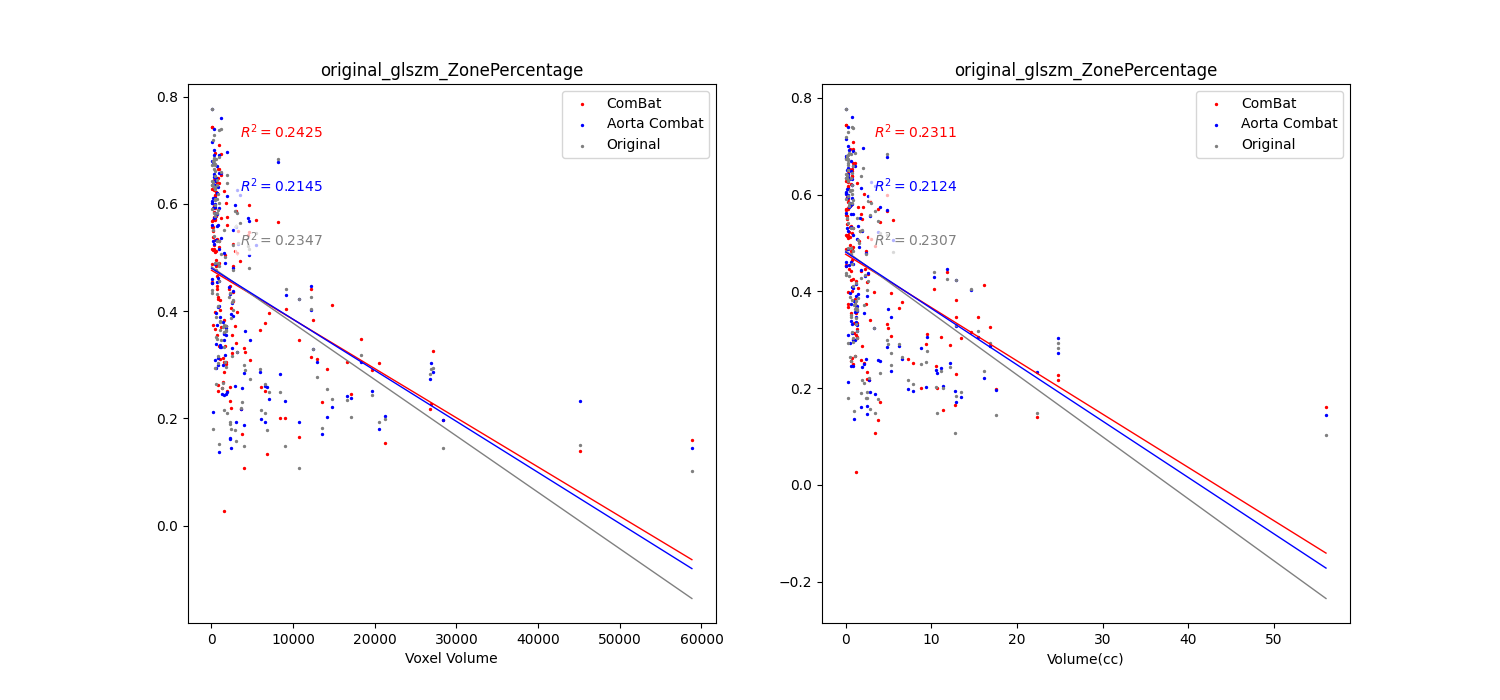 original_glszm_ZonePercentage
0.8
0.6
0.4
0.2
0.0
R² = 0.2425
R² = 0.2145
R² = 0.2347
ComBat
Aorta Combat
Original
0 10000 20000 30000 40000 50000 60000
Voxel Volume
original_glszm_ZonePercentage
0.8
0.6
0.4
0.2
0.0
−0.2
R² = 0.2311
R² = 0.2124
R² = 0.2307
ComBat
Aorta Combat
Original
0 10 20 30 40 50
Volume(cc)